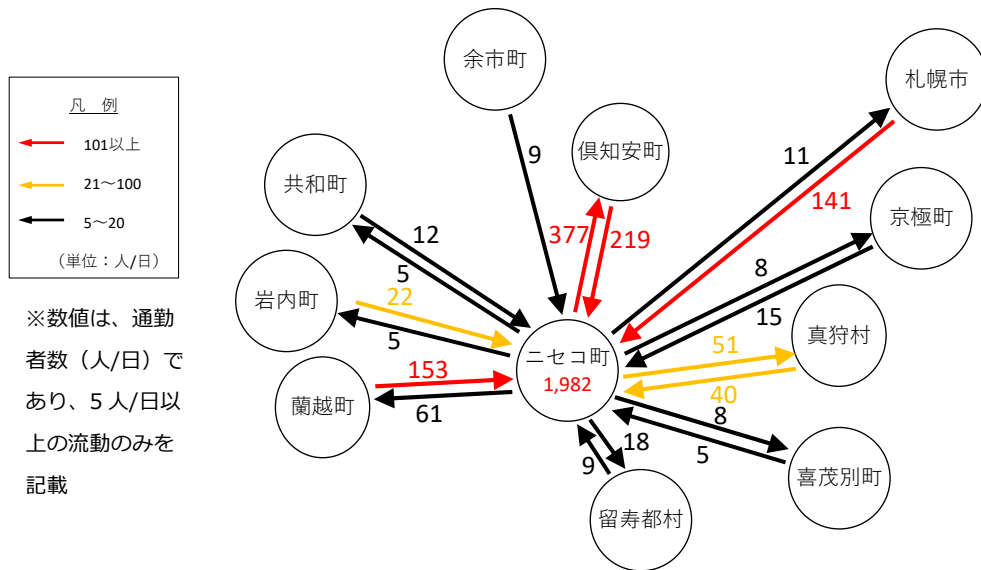 凡 例
101以上
21～100
5～20
（単位：人/日）
※数値は、通勤
者数（人/日）で
あり、5 人/日以
上の流動のみを
記載
余市町
9
倶知安町
377
219
札幌市
11
141
共和町
12
5
京極町
8
15
岩内町
22
5
ニセコ町
1,982
真狩村
51
40
蘭越町
153
61
喜茂別町
8
5
留寿都村
18
9